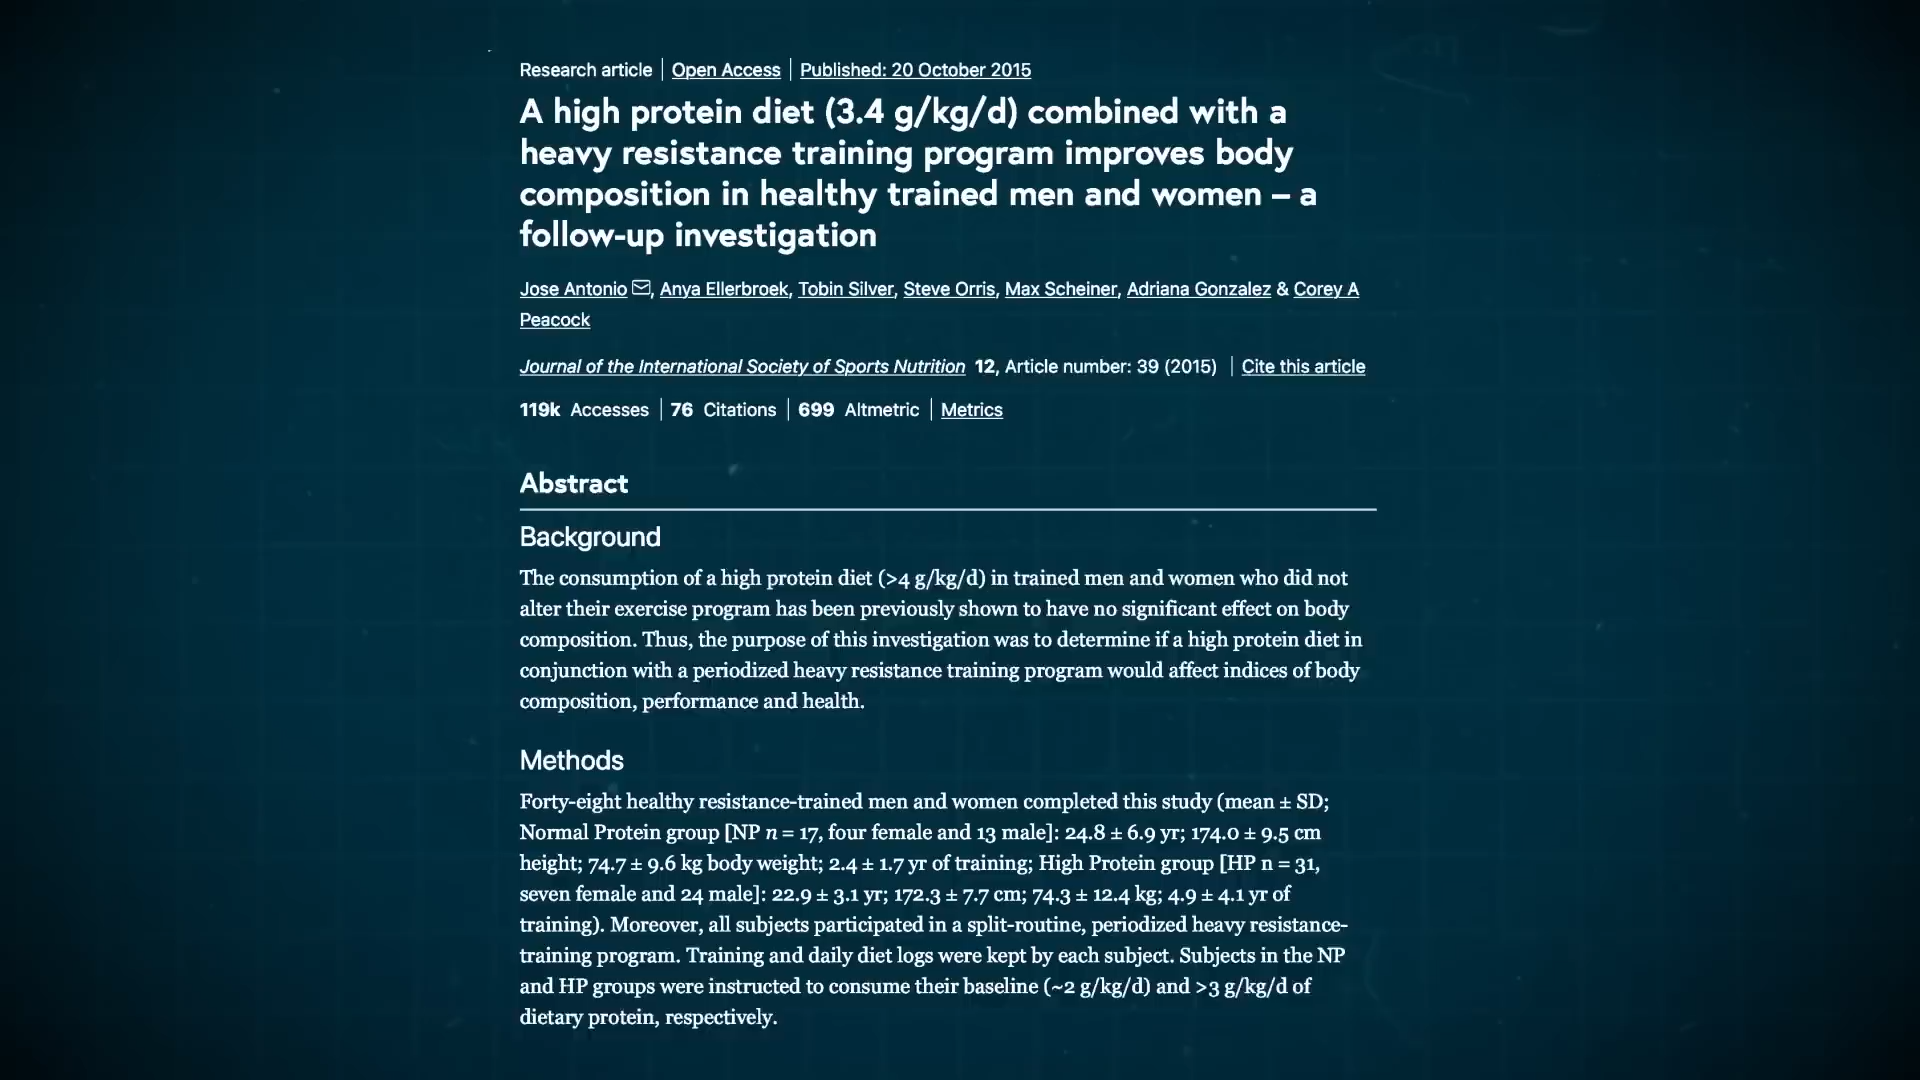 Research article | Open Access | Published: 20 October 2015
A high protein diet (3.4 g/kg/d) combined with a
heavy resistance training program improves body
composition in healthy trained men and women – a
follow-up investigation
Jose Antonio, Anya Ellerbroek, Tobin Silver, Steve Orris, Max Scheiner, Adriana Gonzalez & Corey A
Peacock
Journal of the International Society of Sports Nutrition 12, Article number: 39 (2015) | Cite this article
119k Accesses | 76 Citations | 699 Altmetric | Metrics
Abstract
Background
The consumption of a high protein diet (>4 g/kg/d) in trained men and women who did not
alter their exercise program has been previously shown to have no significant effect on body
composition. Thus, the purpose of this investigation was to determine if a high protein diet in
conjunction with a periodized heavy resistance training program would affect indices of body
composition, performance and health.
Methods
Forty-eight healthy resistance-trained men and women completed this study (mean ± SD;
Normal Protein group [NP n = 17, four female and 13 male]: 24.8 ± 6.9 yr; 174.0 ± 9.5 cm
height; 74.7 ± 9.6 kg body weight; 2.4 ± 1.7 yr of training; High Protein group [HP n = 31,
seven female and 24 male]: 22.9 ± 3.1 yr; 172.3 ± 7.7 cm; 74.3 ± 12.4 kg; 4.9 ± 4.1 yr of
training). Moreover, all subjects participated in a split-routine, periodized heavy resistance-
training program. Training and daily diet logs were kept by each subject. Subjects in the NP
and HP groups were instructed to consume their baseline (~2 g/kg/d) and >3 g/kg/d of
dietary protein, respectively.